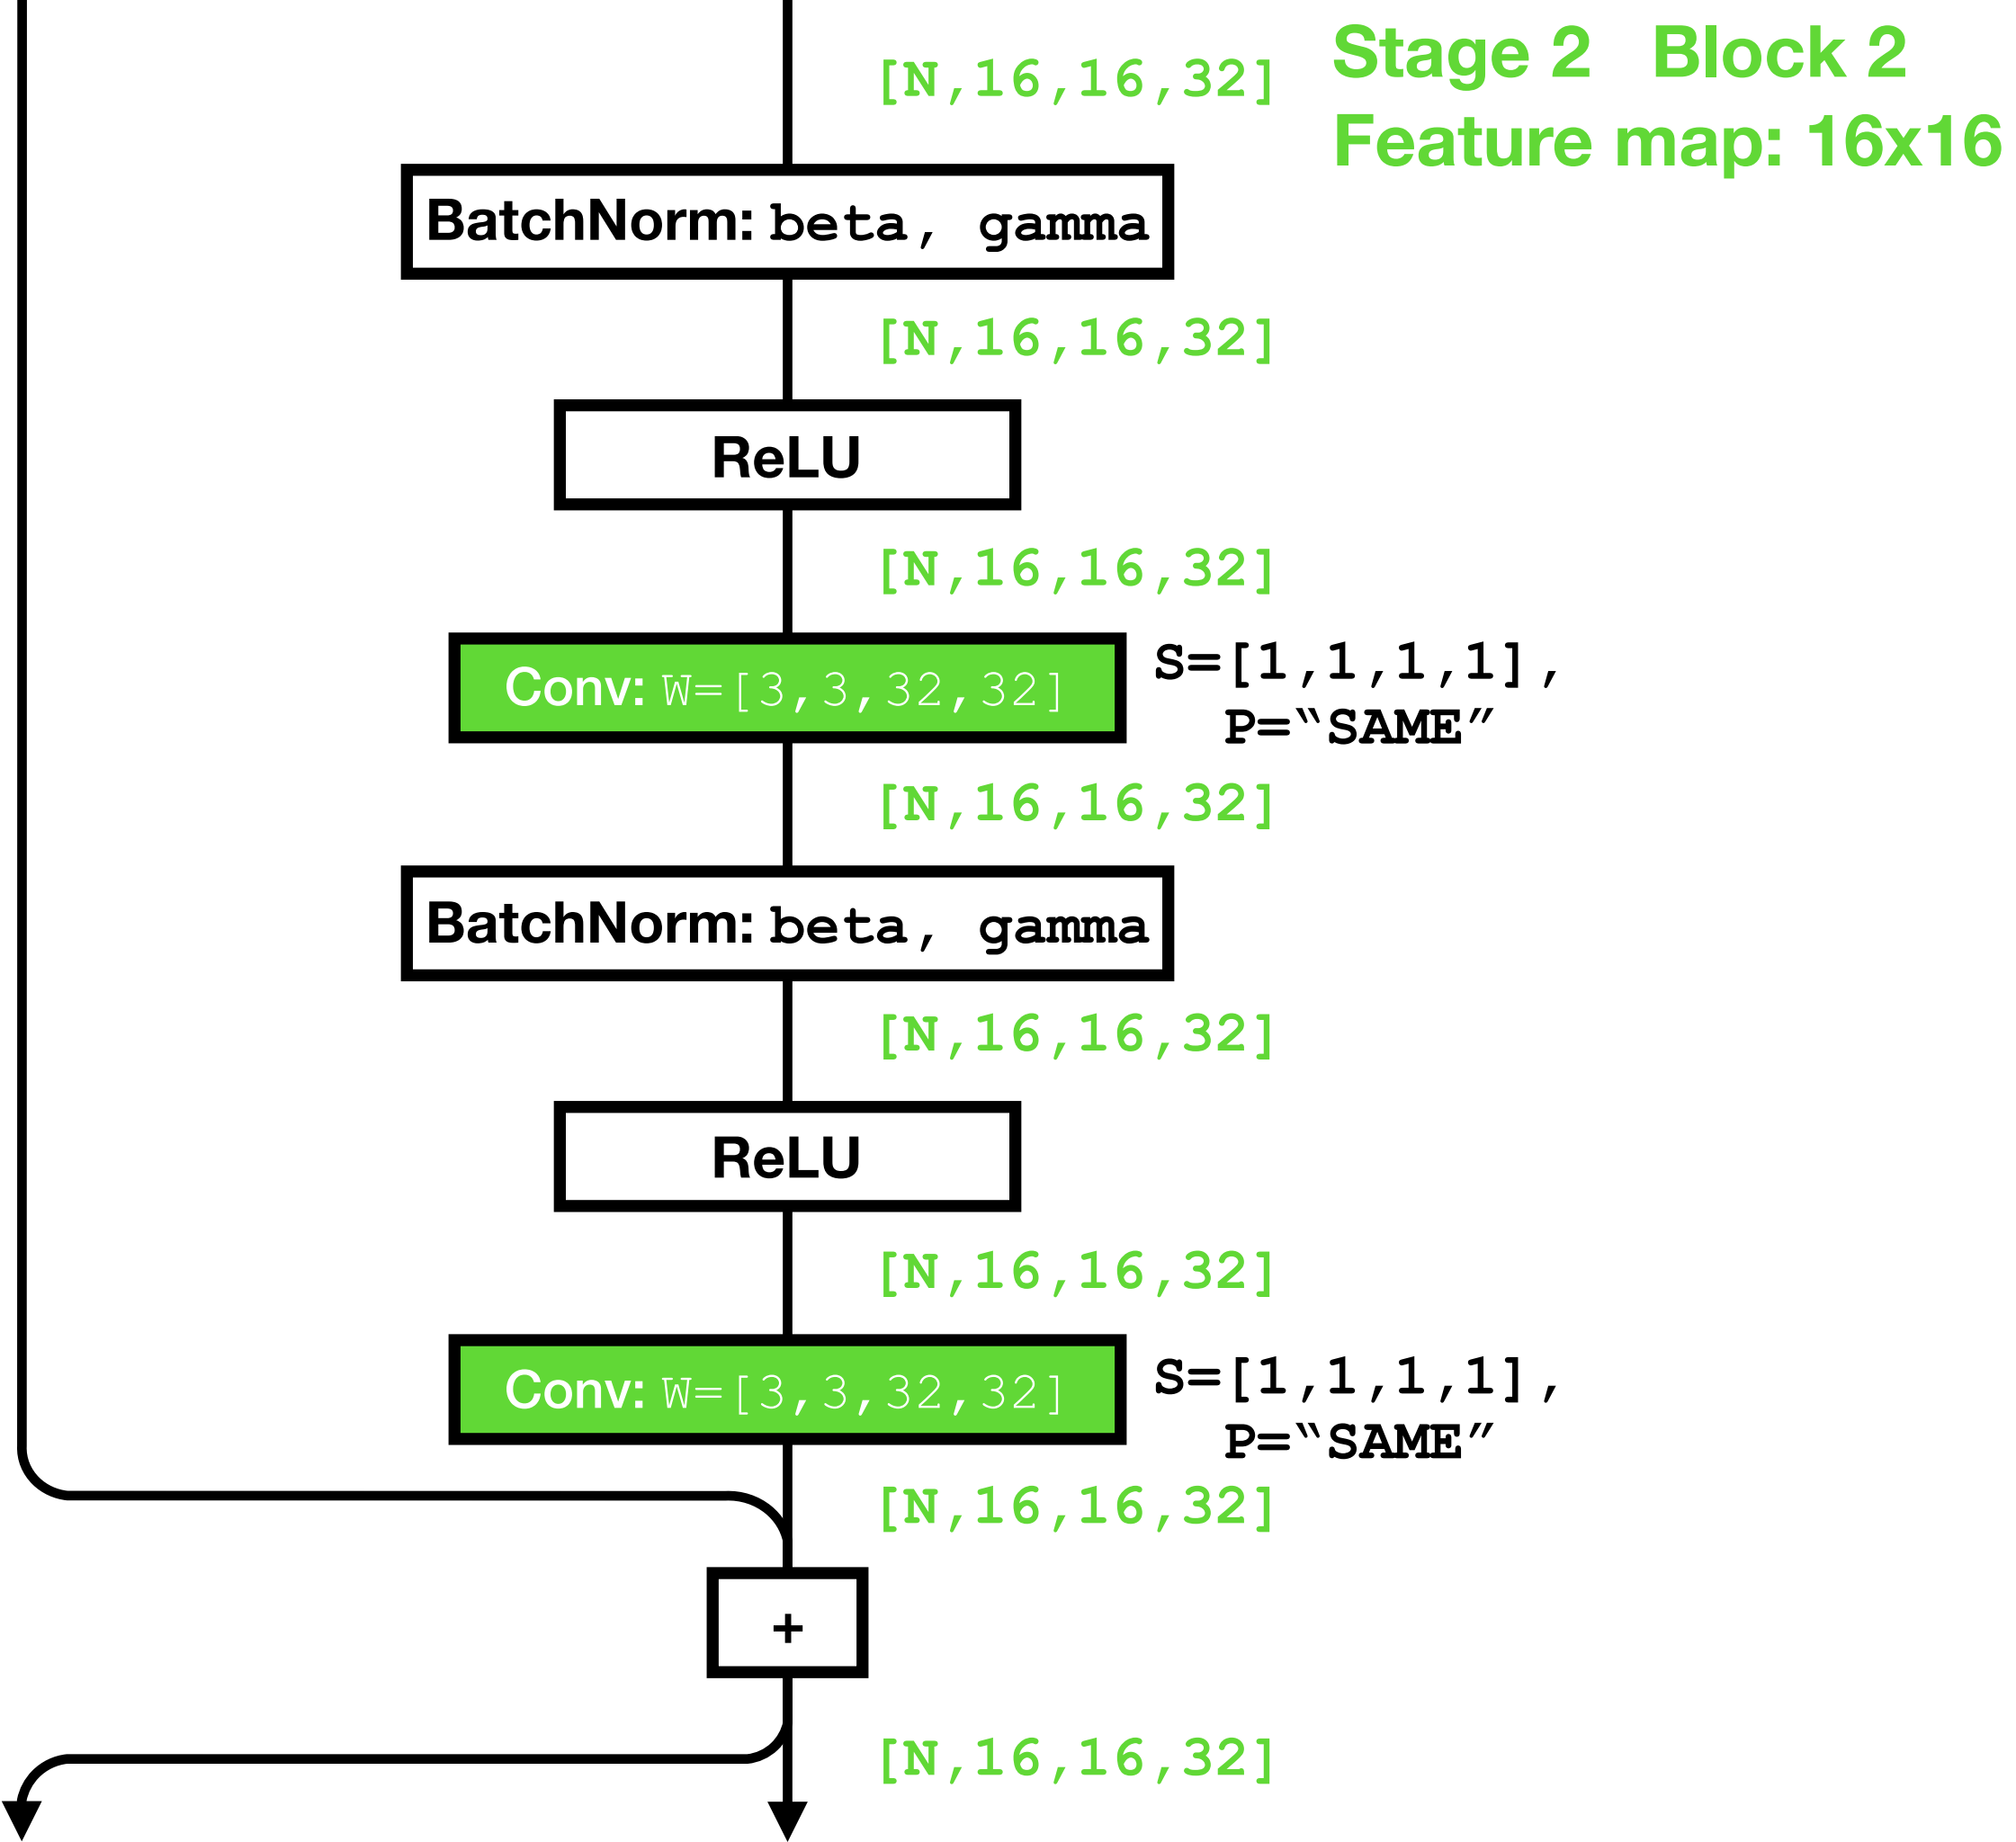 Stage 2 Block 2
Feature map: 16x16
[N,16,16,32]
BatchNorm: beta, gamma
[N,16,16,32]
ReLU
[N,16,16,32]
Conv: W=[3,3,32,32]
S=[1,1,1,1],
P=‶SAME″
[N,16,16,32]
BatchNorm: beta, gamma
[N,16,16,32]
ReLU
[N,16,16,32]
Conv: W=[3,3,32,32]
S=[1,1,1,1],
P=‶SAME″
[N,16,16,32]
+
[N,16,16,32]